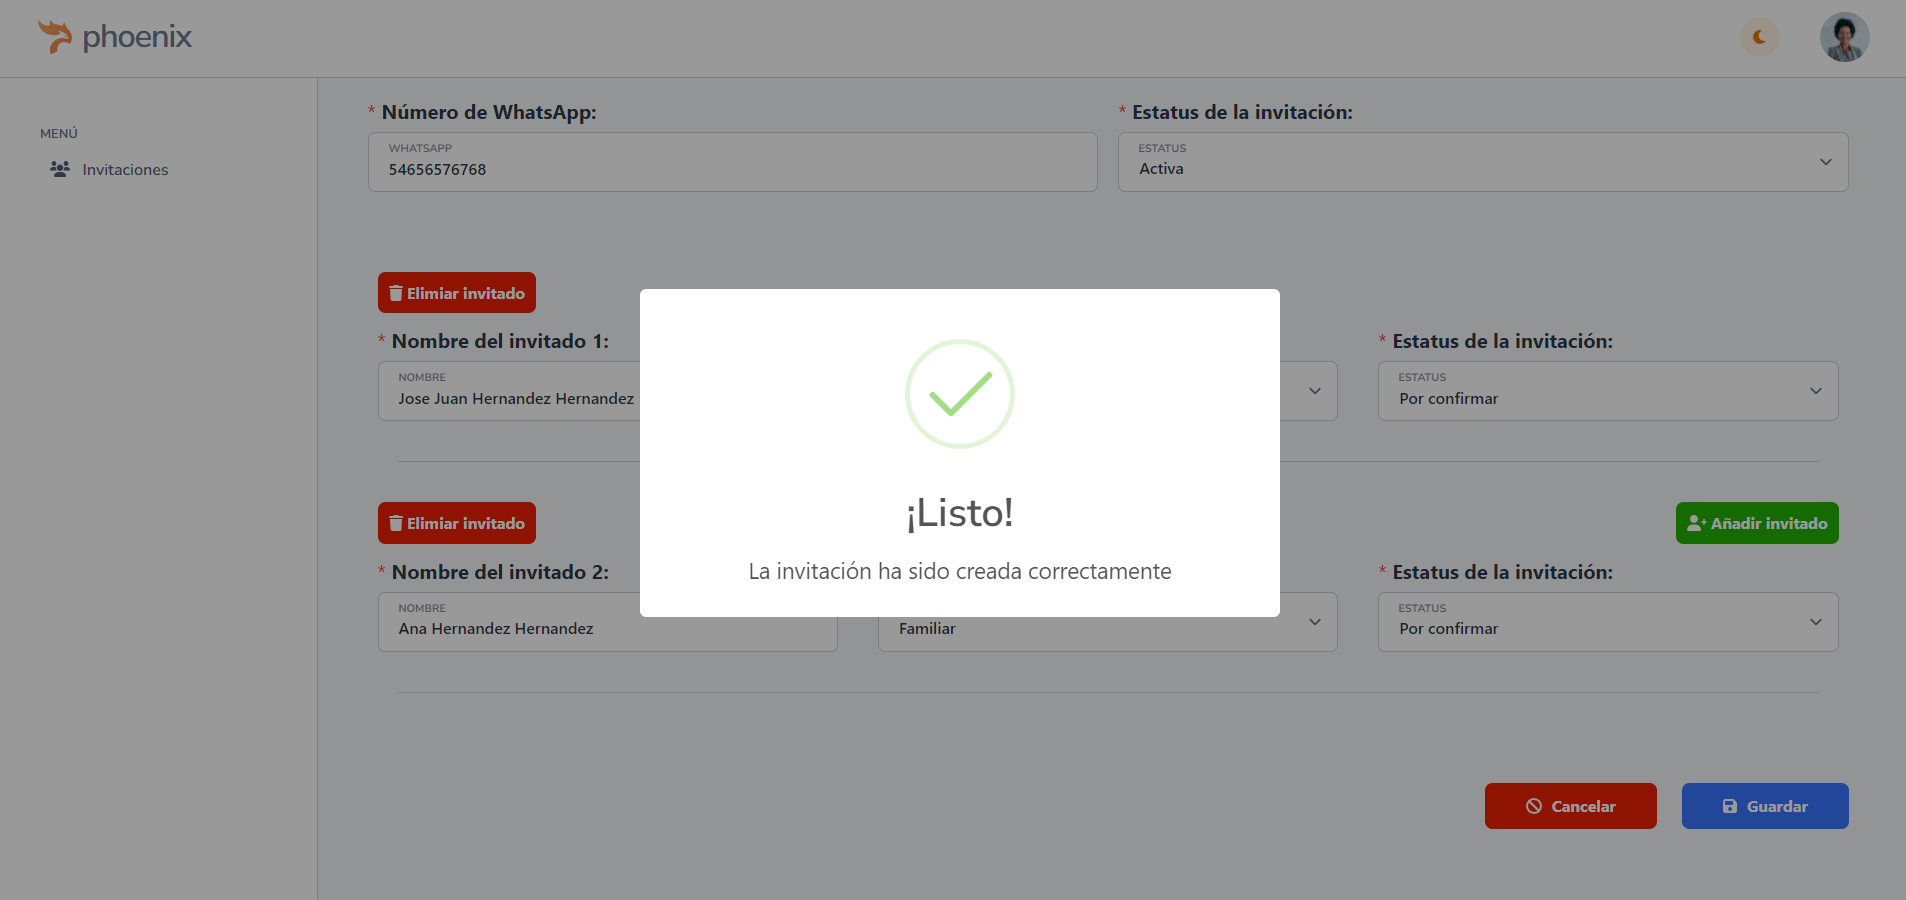 phoenix
MENÚ
Invitaciones
* Número de WhatsApp:
WHATSAPP
54656576768
* Estatus de la invitación:
ESTATUS
Activa
Elimiar invitado
* Nombre del invitado 1:
NOMBRE
Jose Juan Hernandez Hernandez
* Estatus de la invitación:
ESTATUS
Por confirmar
¡Listo!
La invitación ha sido creada correctamente
Elimiar invitado
Añadir invitado
* Nombre del invitado 2:
NOMBRE
Ana Hernandez Hernandez
Familiar
* Estatus de la invitación:
ESTATUS
Por confirmar
Cancelar
Guardar